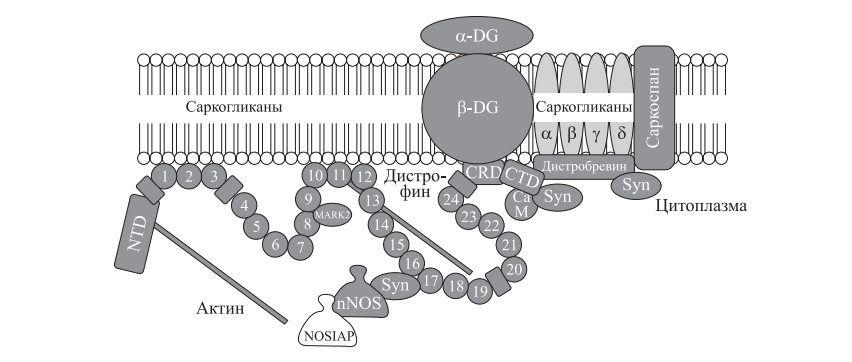 α-DG
β-DG
Саркогликаны
Саркогликаны
α β γ δ
Саркоспан
Дистро-
фин
CRD
CTD
Дистробревин
Ca
M
Syn
Syn
Цитоплазма
NTD
1 2 3
4
5
6
7
8
9
10 11 12
MARK2
13
14
15
16
17
18
19
20
21
22
23
24
Syn
nNOS
NOSIAP
Актин